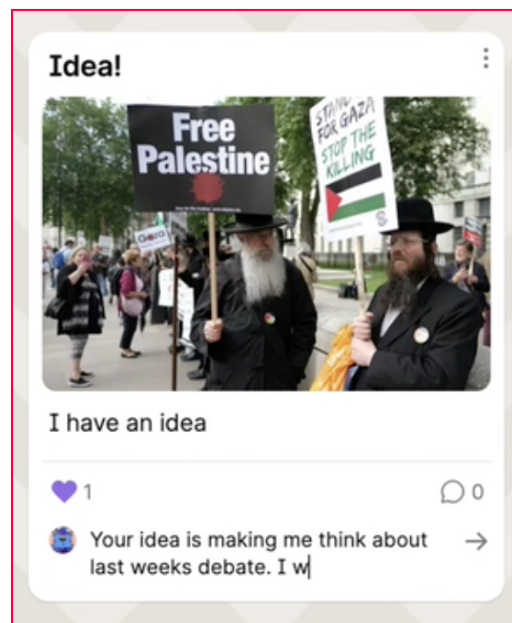 Idea!
Free
Palestine
STAND
FOR GAZA
STOP THE
KILLING
Gaza
I have an idea
1
0
Your idea is making me think about
last weeks debate. I w